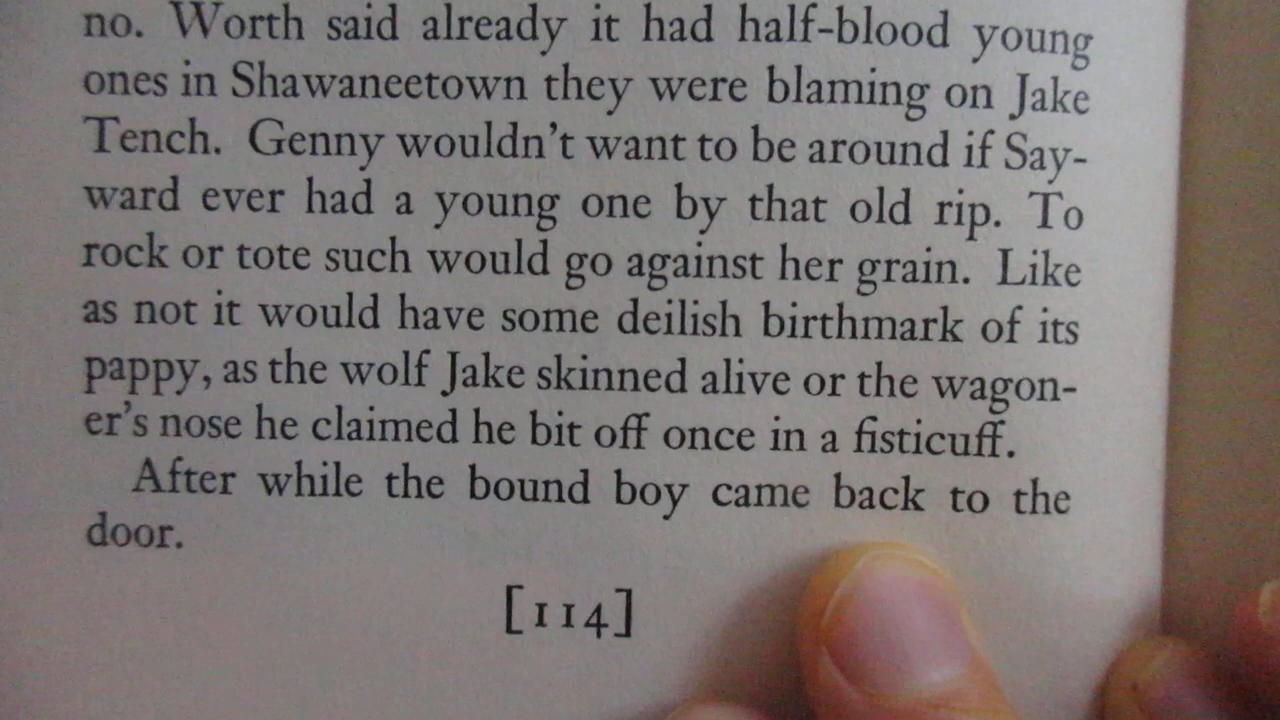 no. Worth said already it had half-blood young
ones in Shawaneetown they were blaming on Jake
Tench. Genny wouldn't want to be around if Say-
ward ever had a young one by that old rip. To
rock or tote such would go against her grain. Like
as not it would have some deilish birthmark of its
pappy, as the wolf Jake skinned alive or the wagon-
er's nose he claimed he bit off once in a fisticuff.
After while the bound boy came back to the
door.
[114]